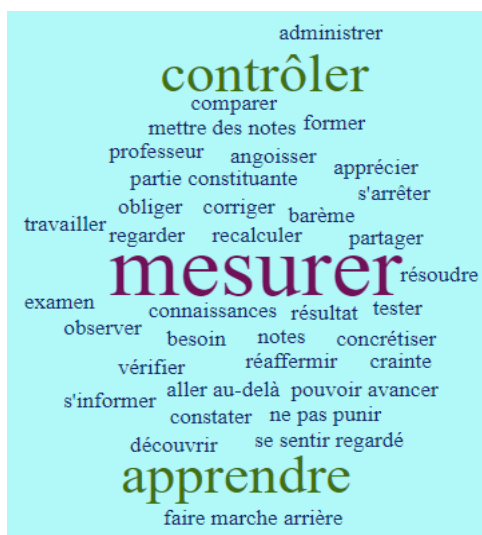 administrer
contrôler
comparer
mettre des notes former
professeur angoisser apprécier
partie constituante s'arrêter
obliger corriger barème
travailler regarder recalculer partager
mesurer résoudre
examen connaissances résultat tester
observer besoin notes concrétiser
vérifier réaffermir crainte
s'informer aller au-delà pouvoir avancer
constater ne pas punir
découvrir se sentir regardé
apprendre
faire marche arrière